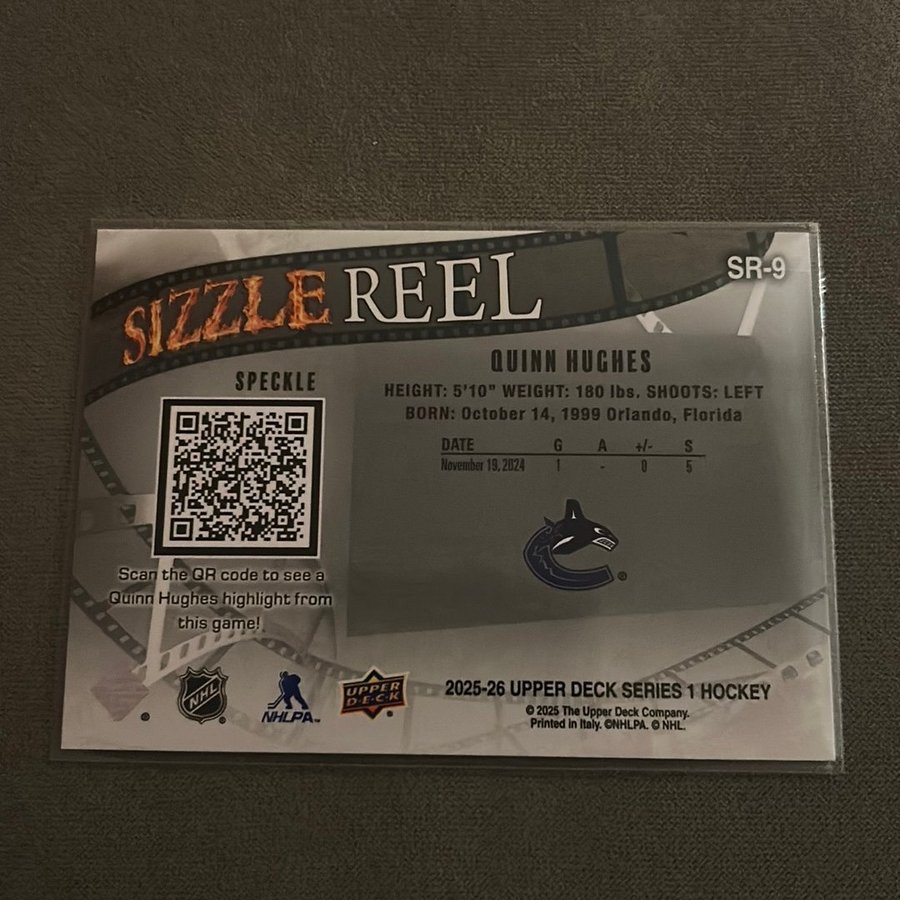 SIZZLE REEL
SR-9
QUINN HUGHES
HEIGHT: 5'10" WEIGHT: 180 lbs. SHOOTS: LEFT
BORN: October 14, 1999 Orlando, Florida
DATE G A +/- S
November 19, 2024 1 - 0 5
SPECKLE
Scan the QR code to see a
Quinn Hughes highlight from
this game!
NHL
NHLPA™
UPPER
DECK
2025-26 UPPER DECK SERIES 1 HOCKEY
© 2025 The Upper Deck Company.
Printed in Italy. ©NHLPA. © NHL.